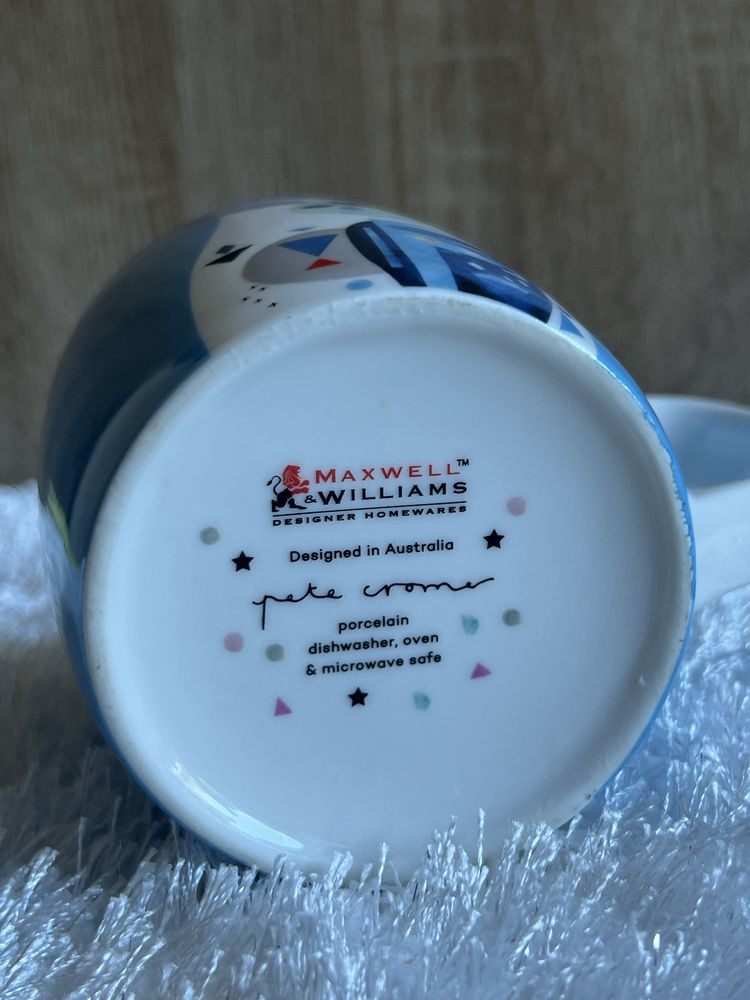 MAXWELL™
& WILLIAMS
DESIGNER HOMEWARES
Designed in Australia
pete cromer
porcelain
dishwasher, oven
& microwave safe